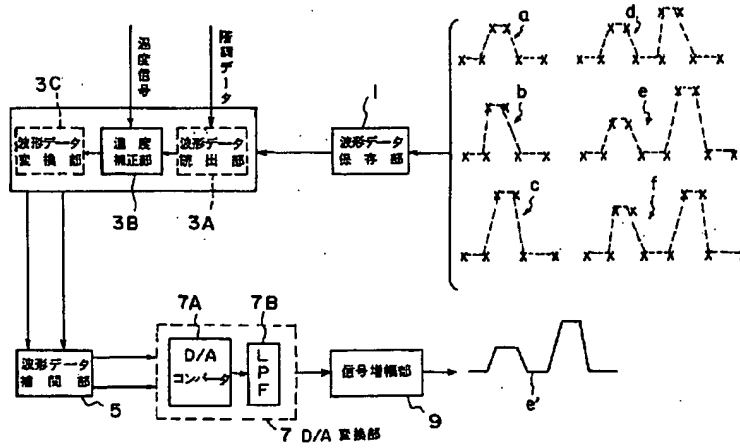 温度信号
階調データ
3C
波形データ
変換部
温度
補正部
波形データ
読出部
3A
3B
1
波形データ
保存部
a
b
c
d
e
f
波形データ
補間部
5
7A
D/A
コンバータ
7B
LPF
7 D/A 変換部
信号増幅部
9
e'